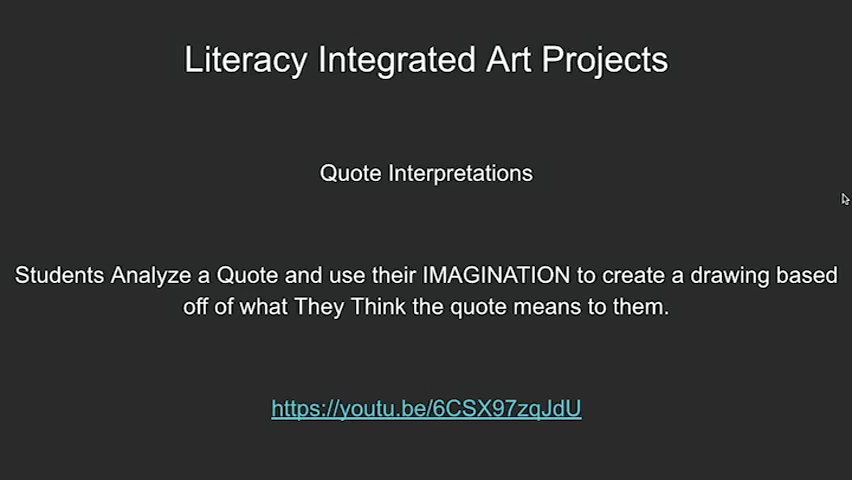 Literacy Integrated Art Projects
Quote Interpretations
Students Analyze a Quote and use their IMAGINATION to create a drawing based
off of what They Think the quote means to them.
https://youtu.be/6CSX97zqJdU